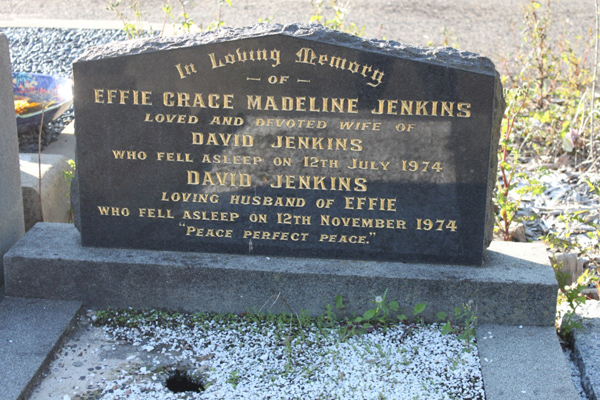 In Loving Memory
— OF —
EFFIE GRACE MADELINE JENKINS
LOVED AND DEVOTED WIFE OF
DAVID JENKINS
WHO FELL ASLEEP ON 12TH JULY 1974
DAVID JENKINS
LOVING HUSBAND OF EFFIE
WHO FELL ASLEEP ON 12TH NOVEMBER 1974
"PEACE PERFECT PEACE."